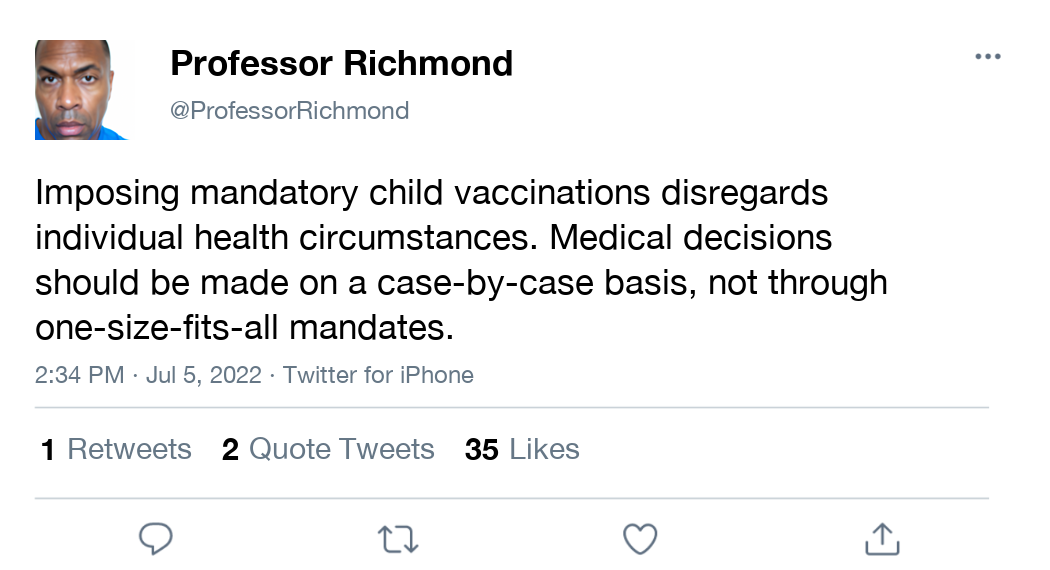 Professor Richmond
@ProfessorRichmond
Imposing mandatory child vaccinations disregards
individual health circumstances. Medical decisions
should be made on a case-by-case basis, not through
one-size-fits-all mandates.
2:34 PM · Jul 5, 2022 · Twitter for iPhone
1 Retweets 2 Quote Tweets 35 Likes